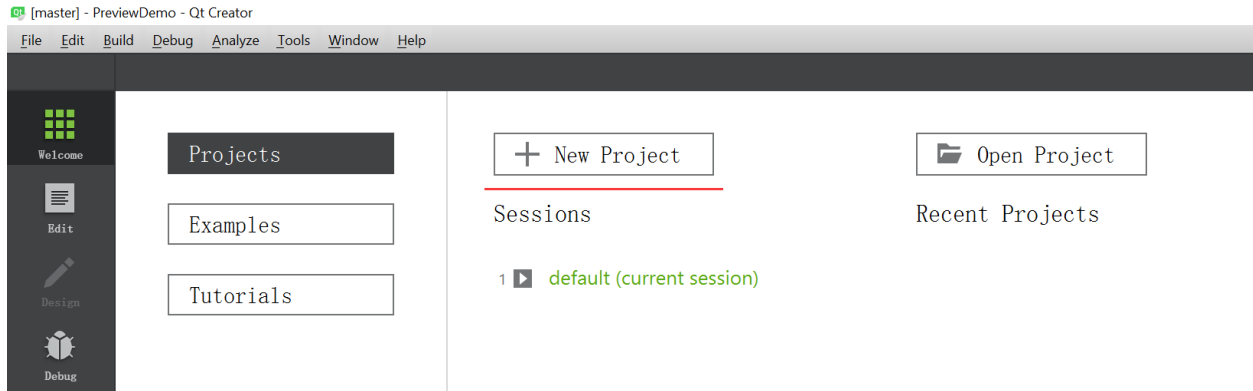 [master] - PreviewDemo - Qt Creator
File Edit Build Debug Analyze Tools Window Help
Welcome
Edit
Design
Debug
Projects
Examples
Tutorials
New Project
Sessions
1 default (current session)
Open Project
Recent Projects